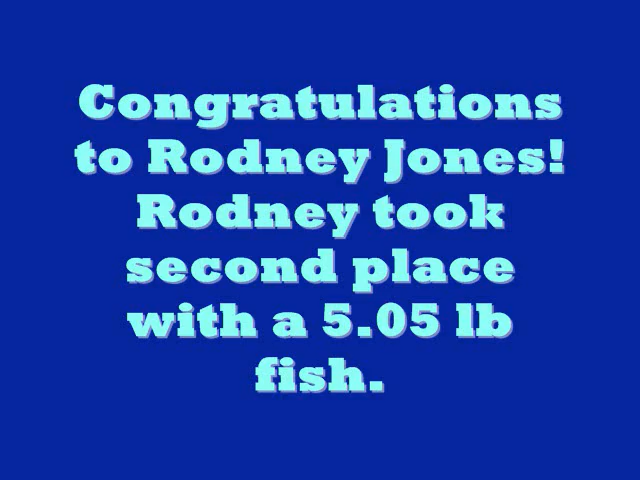 Congratulations
to Rodney Jones!
Rodney took
second place
with a 5.05 lb
fish.